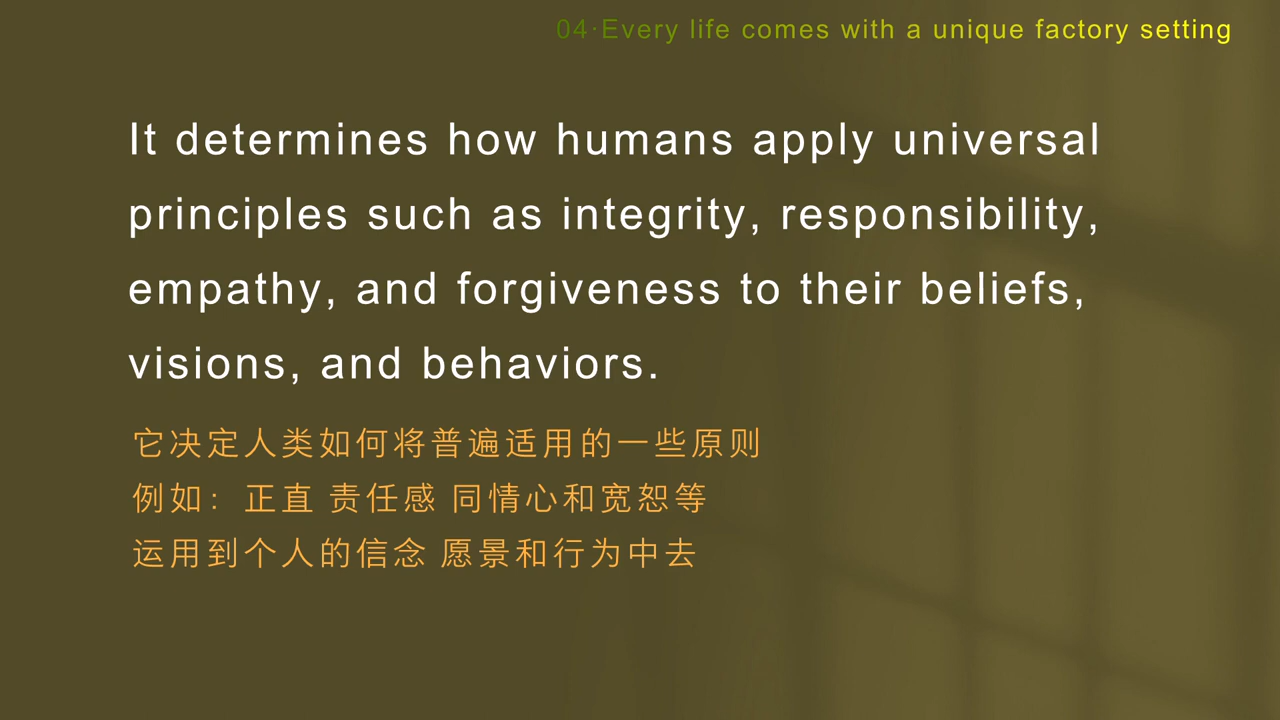 04·Every life comes with a unique factory setting
It determines how humans apply universal
principles such as integrity, responsibility,
empathy, and forgiveness to their beliefs,
visions, and behaviors.
它决定人类如何将普遍适用的一些原则
例如：正直 责任感 同情心和宽恕等
运用到个人的信念 愿景和行为中去